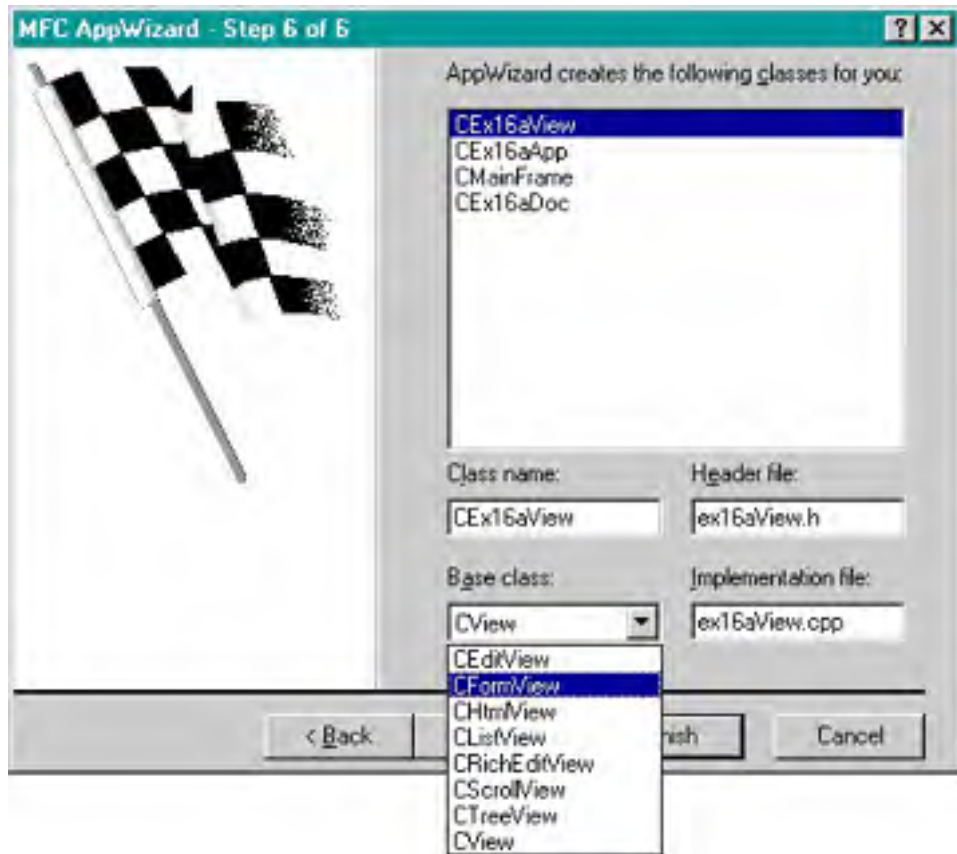 MFC AppWizard - Step 6 of 6
AppWizard creates the following classes for you:
CEx16aView
CEx16aApp
CMainFrame
CEx16aDoc
Class name:
Header file:
CEx16aView
ex16aView.h
Base class:
Implementation file:
CView
ex16aView.cpp
CEditView
CFormView
CHtmlView
CListView
CRichEditView
CScrollView
CTreeView
CView
< Back
nish
Cancel